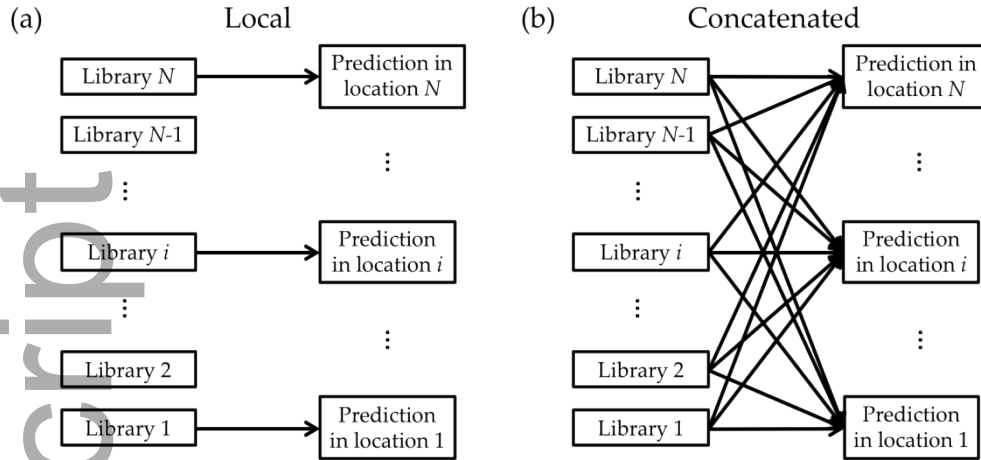 (a) Local
Library N
Prediction in
location N
Library N-1
⋮
⋮
Library i
Prediction
in location i
⋮
⋮
Library 2
Library 1
Prediction
in location 1
(b) Concatenated
Library N
Prediction in
location N
Library N-1
⋮
⋮
Library i
Prediction
in location i
⋮
⋮
Library 2
Library 1
Prediction
in location 1
cript